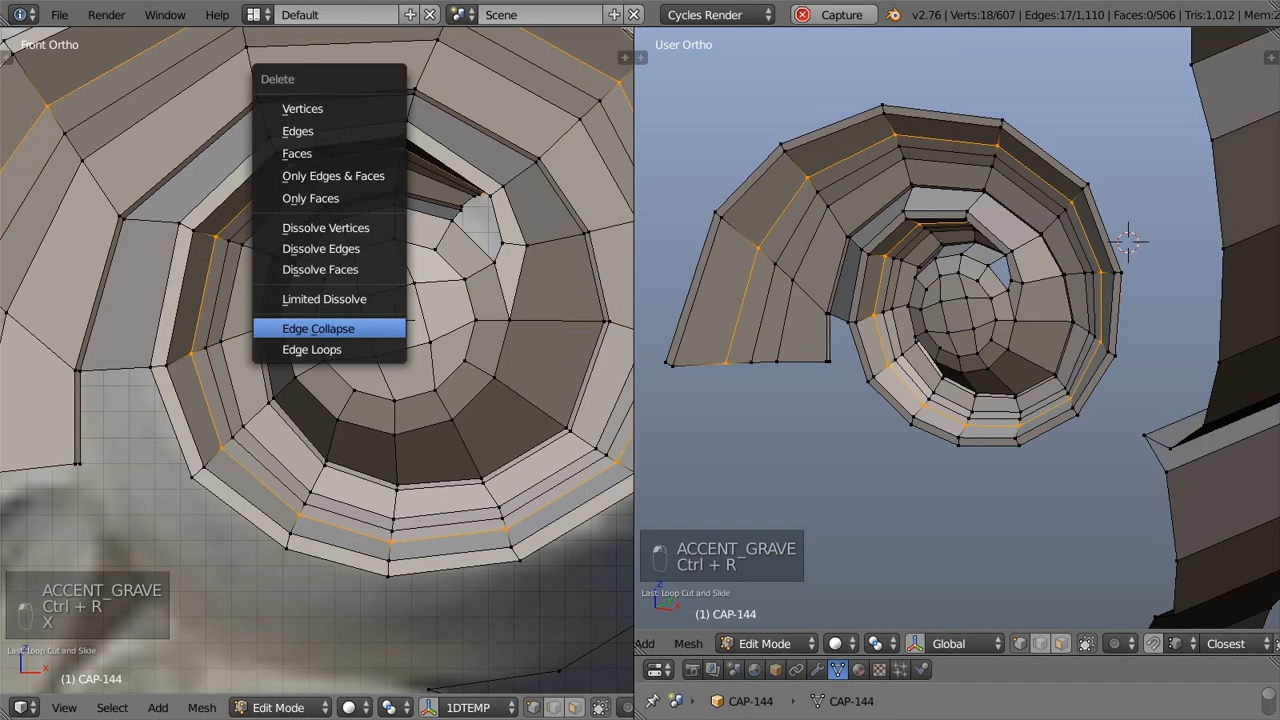 File Render Window Help Default Scene Cycles Render Capture v2.76 | Verts:18/607 | Edges:17/1,110 | Faces:0/506 | Tris:1,012 | Mem:
Front Ortho
User Ortho
Delete
Vertices
Edges
Faces
Only Edges & Faces
Only Faces
Dissolve Vertices
Dissolve Edges
Dissolve Faces
Limited Dissolve
Edge Collapse
Edge Loops
ACCENT_GRAVE
Ctrl + R
X
Last: Loop Cut and Slide
(1) CAP-144
ACCENT_GRAVE
Ctrl + R
Last: Loop Cut and Slide
z
x
(1) CAP-144
Add Mesh Edit Mode Global Closest
x
CAP-144 CAP-144
View Select Add Mesh Edit Mode 1DTEMP